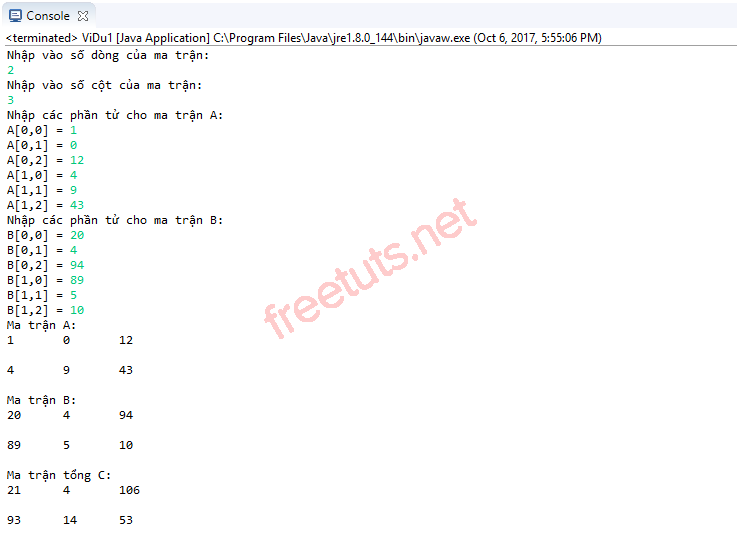 Console
<terminated> ViDu1 [Java Application] C:\Program Files\Java\jre1.8.0_144\bin\javaw.exe (Oct 6, 2017, 5:55:06 PM)
Nhập vào số dòng của ma trận:
2
Nhập vào số cột của ma trận:
3
Nhập các phần tử cho ma trận A:
A[0,0] = 1
A[0,1] = 0
A[0,2] = 12
A[1,0] = 4
A[1,1] = 9
A[1,2] = 43
Nhập các phần tử cho ma trận B:
B[0,0] = 20
B[0,1] = 4
B[0,2] = 94
B[1,0] = 89
B[1,1] = 5
B[1,2] = 10
Ma trận A:
1 0 12
4 9 43
Ma trận B:
20 4 94
89 5 10
Ma trận tổng C:
21 4 106
93 14 53
freetuts.net